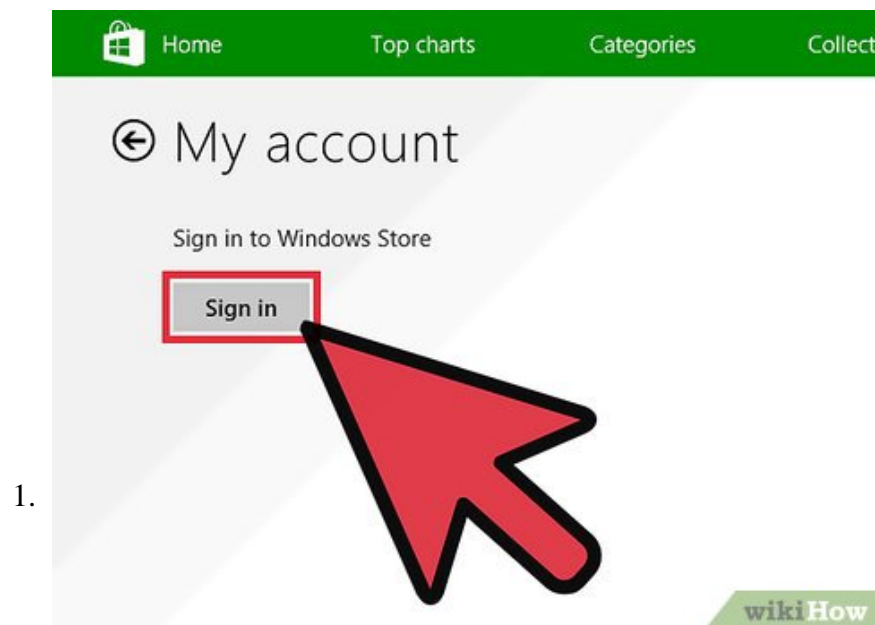 Home Top charts Categories Collect
My account
Sign in to Windows Store
Sign in
1.
wikiHow